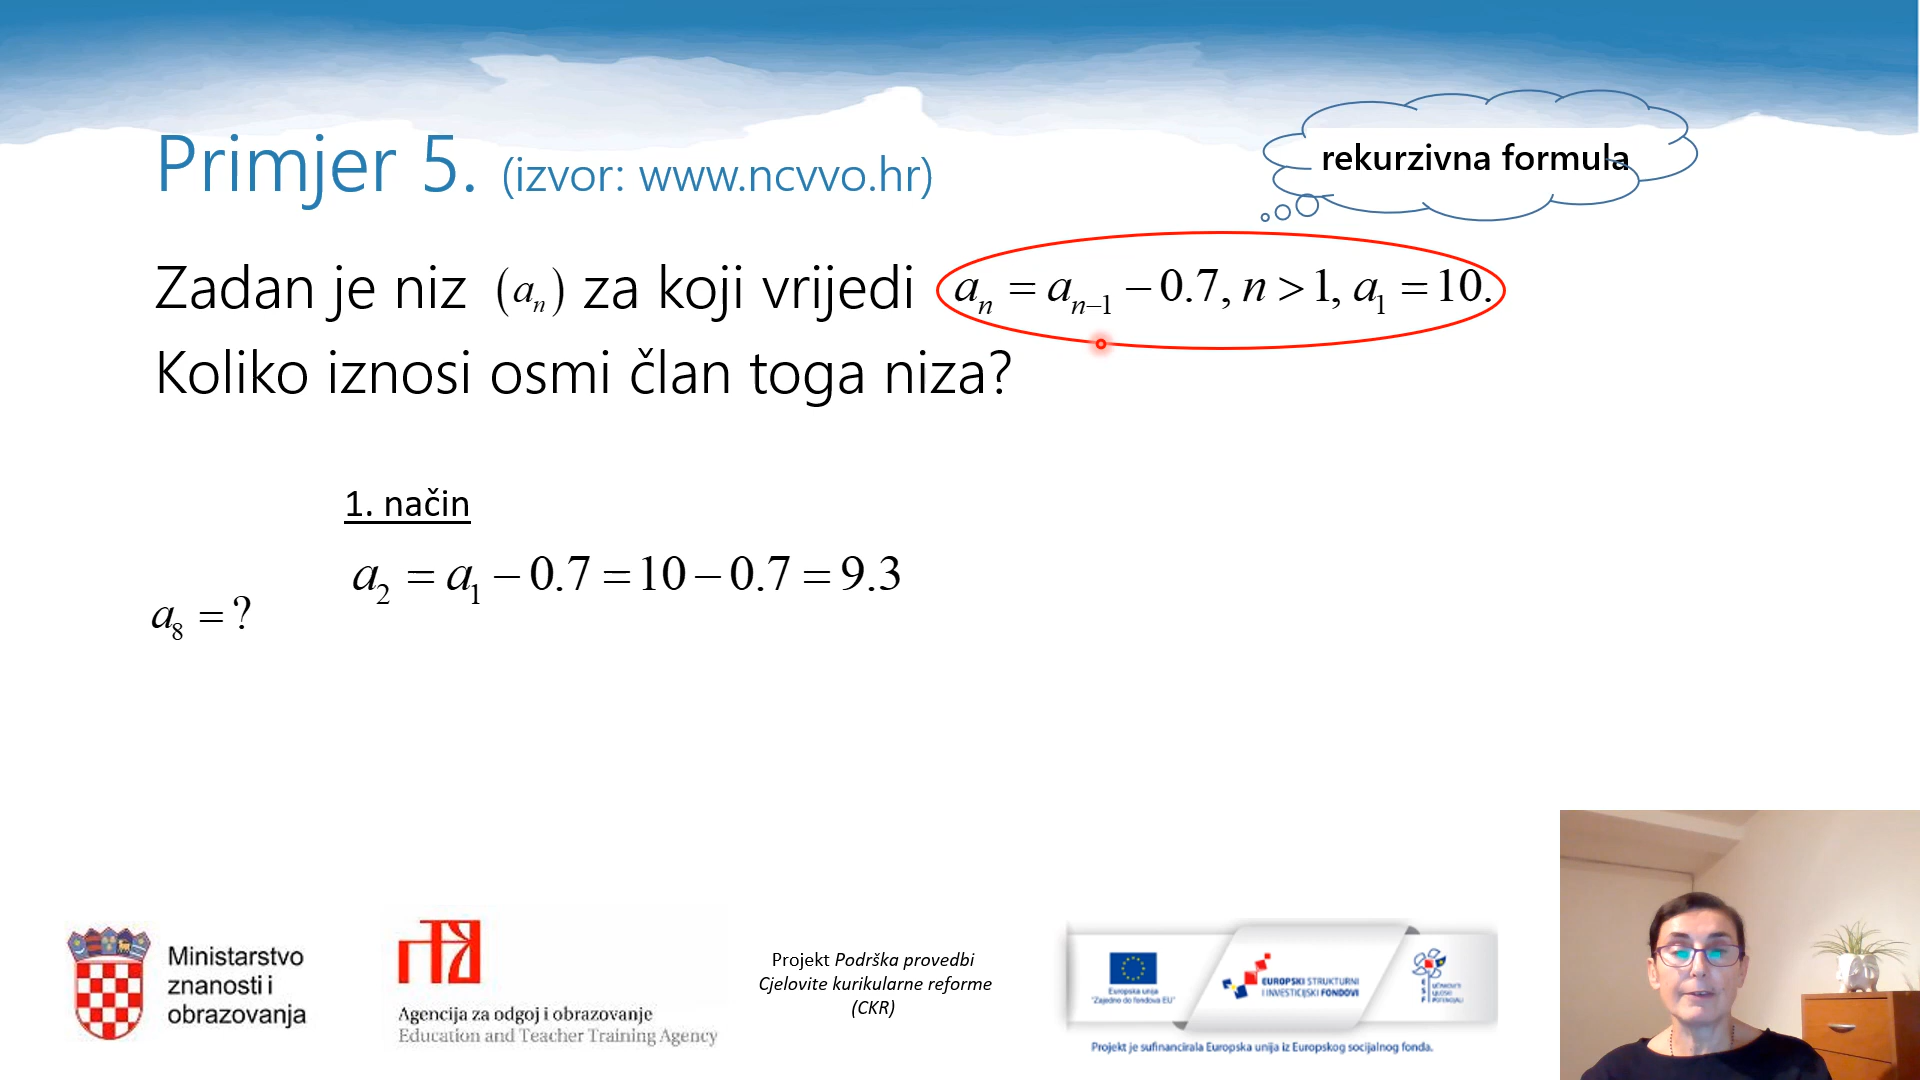 Primjer 5. (izvor: www.ncvvo.hr)
rekurzivna formula
Zadan je niz (aₙ) za koji vrijedi aₙ = aₙ₋₁ − 0.7, n > 1, a₁ = 10.
Koliko iznosi osmi član toga niza?
1. način
a₂ = a₁ − 0.7 = 10 − 0.7 = 9.3
a₈ = ?
Ministarstvo
znanosti i
obrazovanja
Agencija za odgoj i obrazovanje
Education and Teacher Training Agency
Projekt Podrška provedbi
Cjelovite kurikularne reforme
(CKR)
Europska unija
"Zajedno do fondova EU"
EUROPSKI STRUKTURNI
I INVESTICIJSKI FONDOVI
Projekt je sufinancirala Europska unija iz Europskog socijalnog fonda.